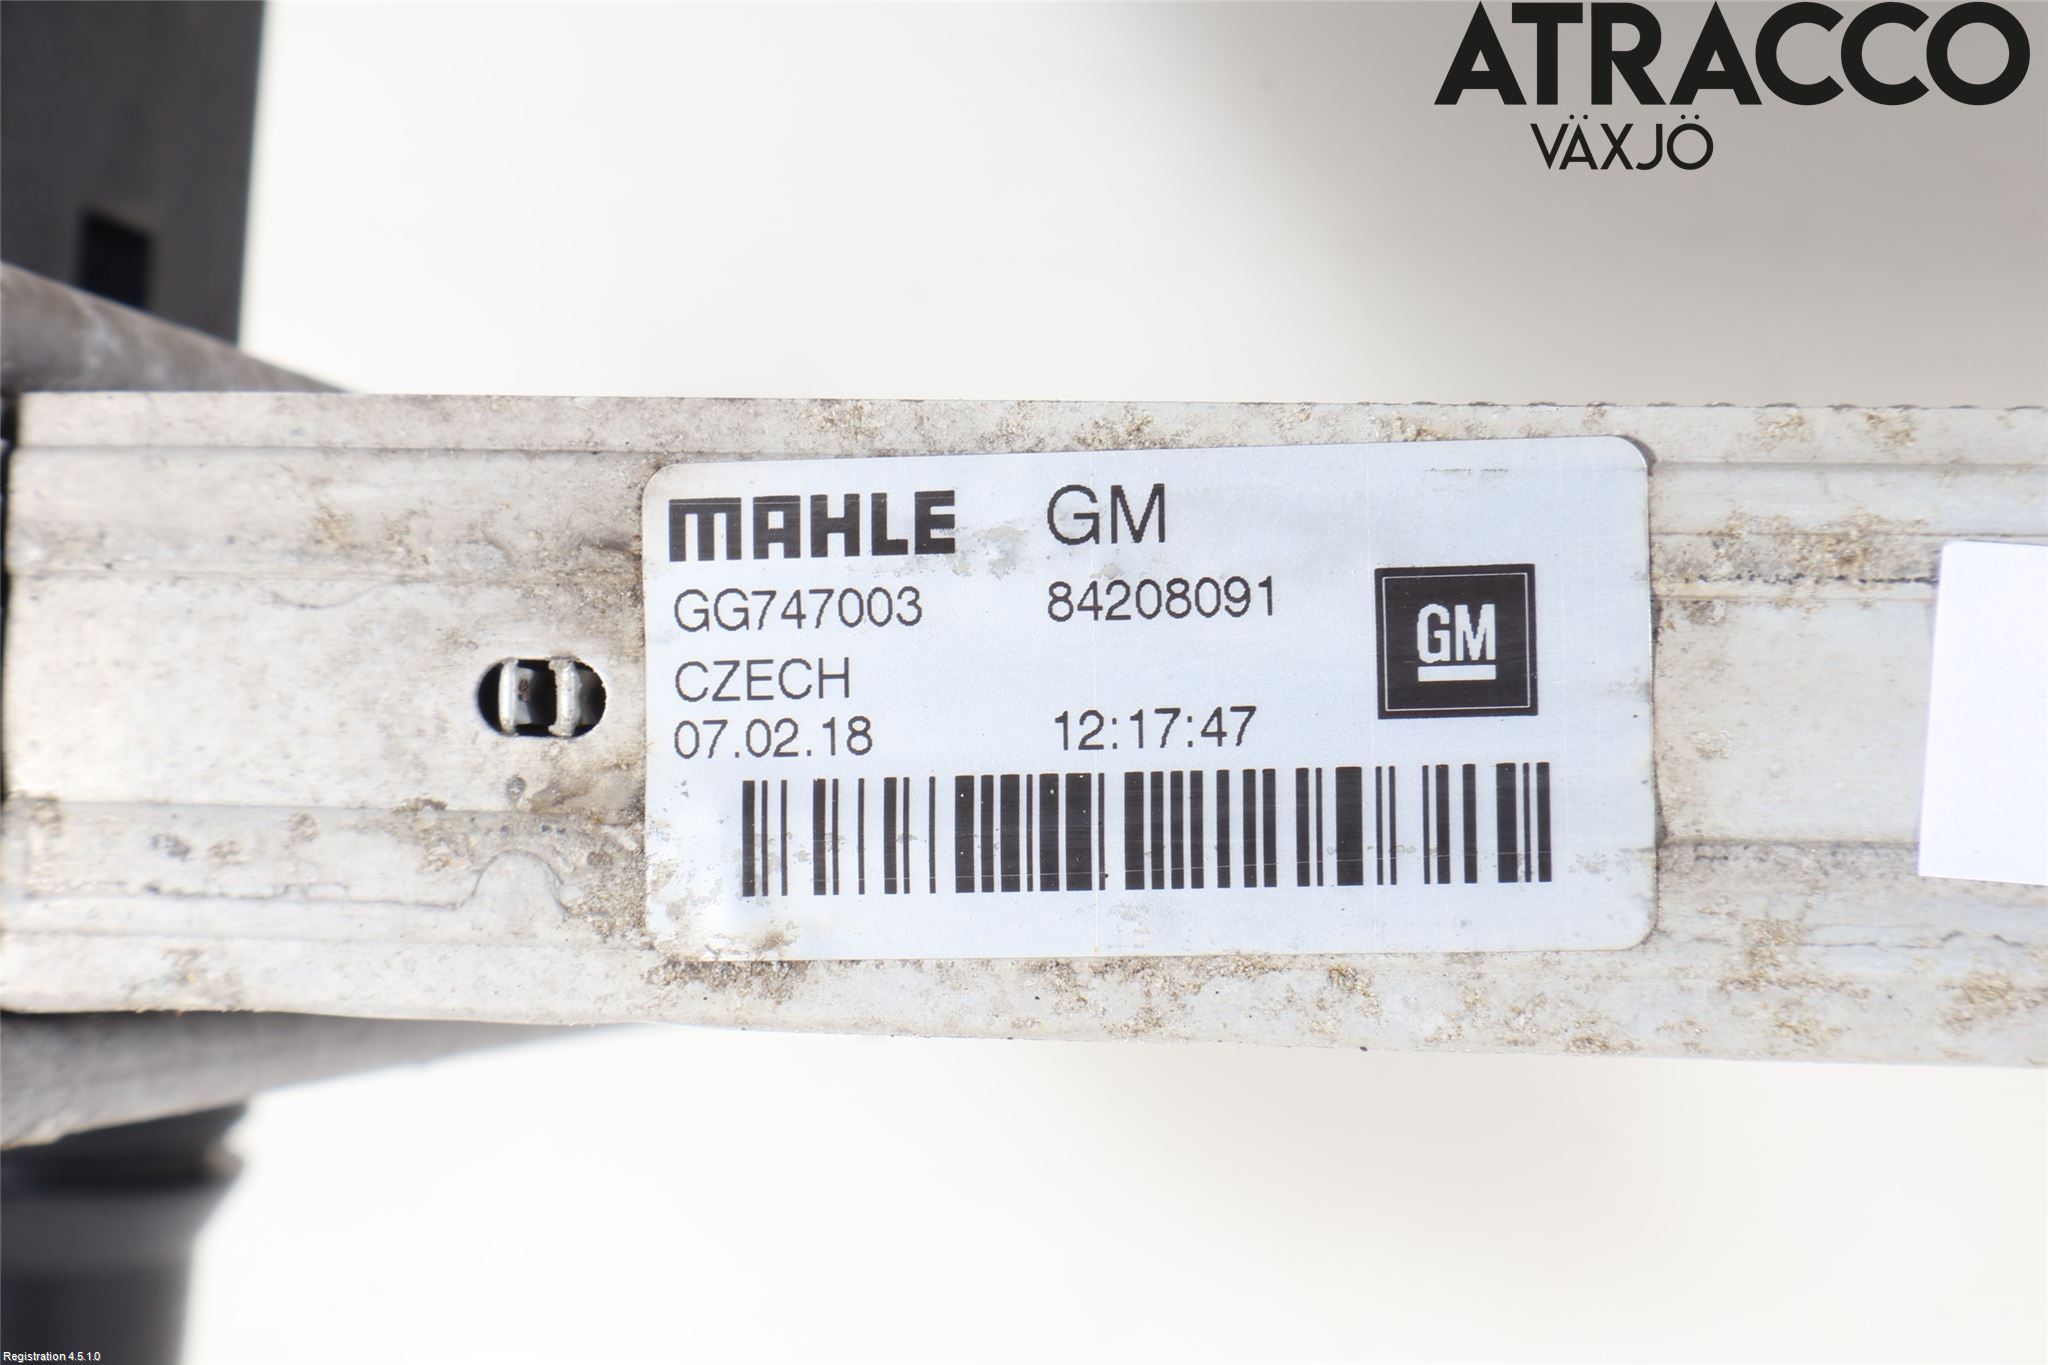 ATRACCO
VÄXJÖ
MAHLE GM
GG747003 84208091
GM
CZECH
07.02.18 12:17:47
Registration 4.5.1.0